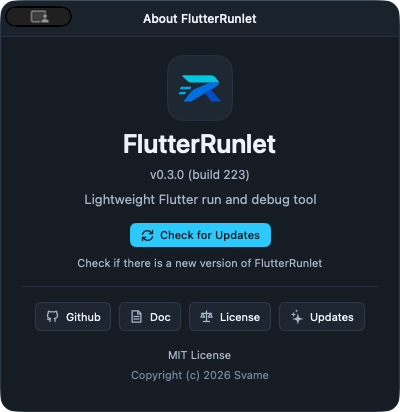 About FlutterRunlet
FlutterRunlet
v0.3.0 (build 223)
Lightweight Flutter run and debug tool
Check for Updates
Check if there is a new version of FlutterRunlet
Github Doc License Updates
MIT License
Copyright (c) 2026 Svame